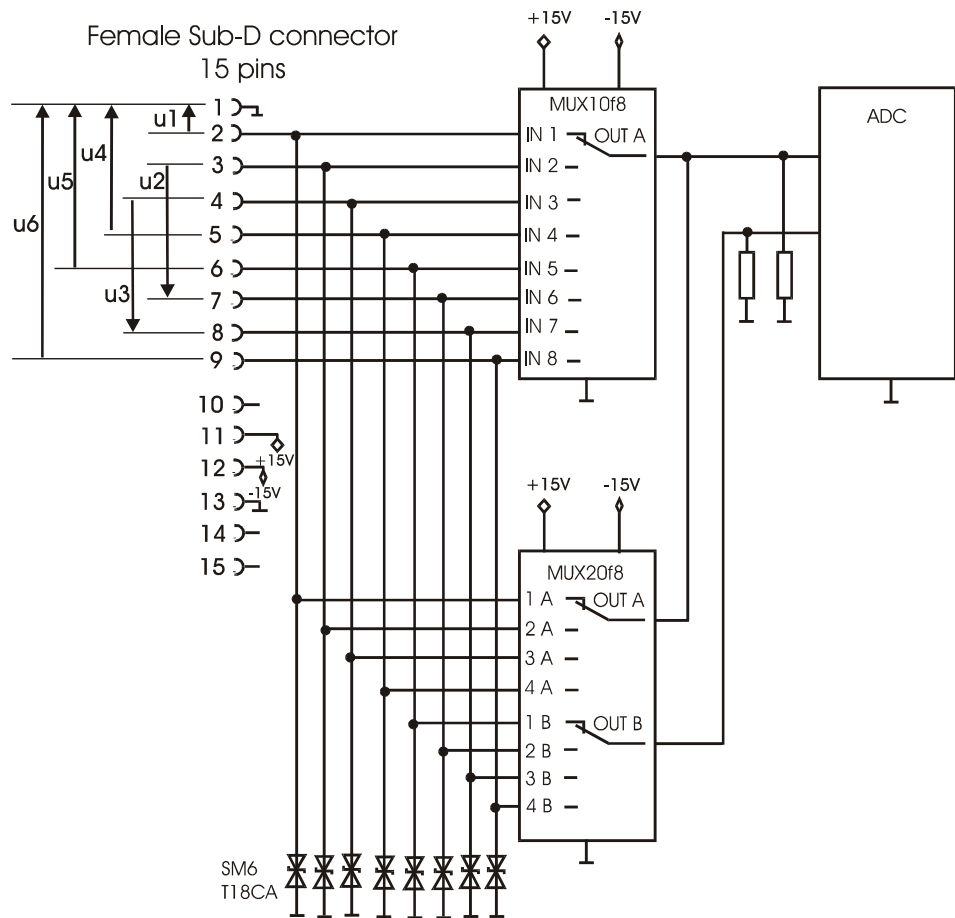 Female Sub-D connector
15 pins
+15V -15V
MUX10f8
ADC
u1 1
2 IN 1 OUT A
u4 3 IN 2
u5 u2 4 IN 3
u6 5 IN 4
6 IN 5
u3 7 IN 6
8 IN 7
9 IN 8
10
11
+15V
12
-15V
13
14
15
+15V -15V
MUX20f8
1 A OUT A
2 A
3 A
4 A
1 B OUT B
2 B
3 B
4 B
SM6
T18CA